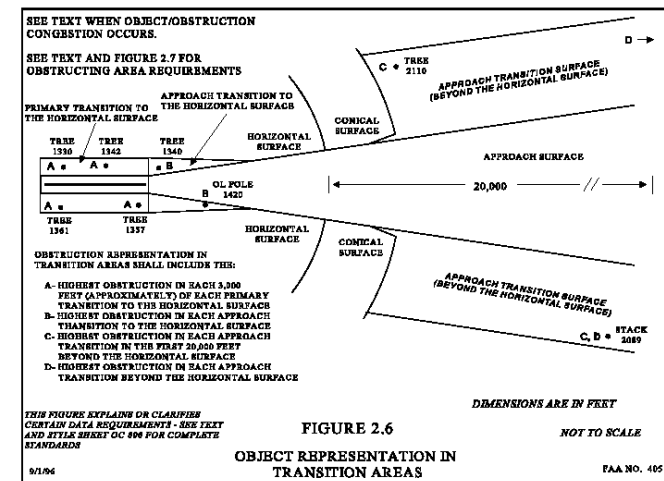 SEE TEXT WHEN OBJECT/OBSTRUCTION
CONGESTION OCCURS.
SEE TEXT AND FIGURE 2.7 FOR
OBSTRUCTING AREA REQUIREMENTS
PRIMARY TRANSITION TO
THE HORIZONTAL SURFACE
APPROACH TRANSITION TO
THE HORIZONTAL SURFACE
TREE
1330
TREE
1342
TREE
1340
A
A
B
HORIZONTAL
SURFACE
CONICAL
SURFACE
C
TREE
2110
D
APPROACH TRANSITION SURFACE
(BEYOND THE HORIZONTAL SURFACE)
APPROACH SURFACE
20,000
OL POLE
1420
B
A
A
TREE
1361
TREE
1357
HORIZONTAL
SURFACE
CONICAL
SURFACE
APPROACH TRANSITION SURFACE
(BEYOND THE HORIZONTAL SURFACE)
C, D
STACK
2089
OBSTRUCTION REPRESENTATION IN
TRANSITION AREAS SHALL INCLUDE THE:
A- HIGHEST OBSTRUCTION IN EACH 3,000
FEET (APPROXIMATELY) OF EACH PRIMARY
TRANSITION TO THE HORIZONTAL SURFACE
B- HIGHEST OBSTRUCTION IN EACH APPROACH
TRANSITION TO THE HORIZONTAL SURFACE
C- HIGHEST OBSTRUCTION IN EACH APPROACH
TRANSITION IN THE FIRST 20,000 FEET
BEYOND THE HORIZONTAL SURFACE
D- HIGHEST OBSTRUCTION IN EACH APPROACH
TRANSITION BEYOND THE HORIZONTAL SURFACE
THIS FIGURE EXPLAINS OR CLARIFIES
CERTAIN DATA REQUIREMENTS - SEE TEXT
AND STYLE SHEET OC 800 FOR COMPLETE
STANDARDS
9/1/96
FIGURE 2.6
OBJECT REPRESENTATION IN
TRANSITION AREAS
DIMENSIONS ARE IN FEET
NOT TO SCALE
FAA NO. 405